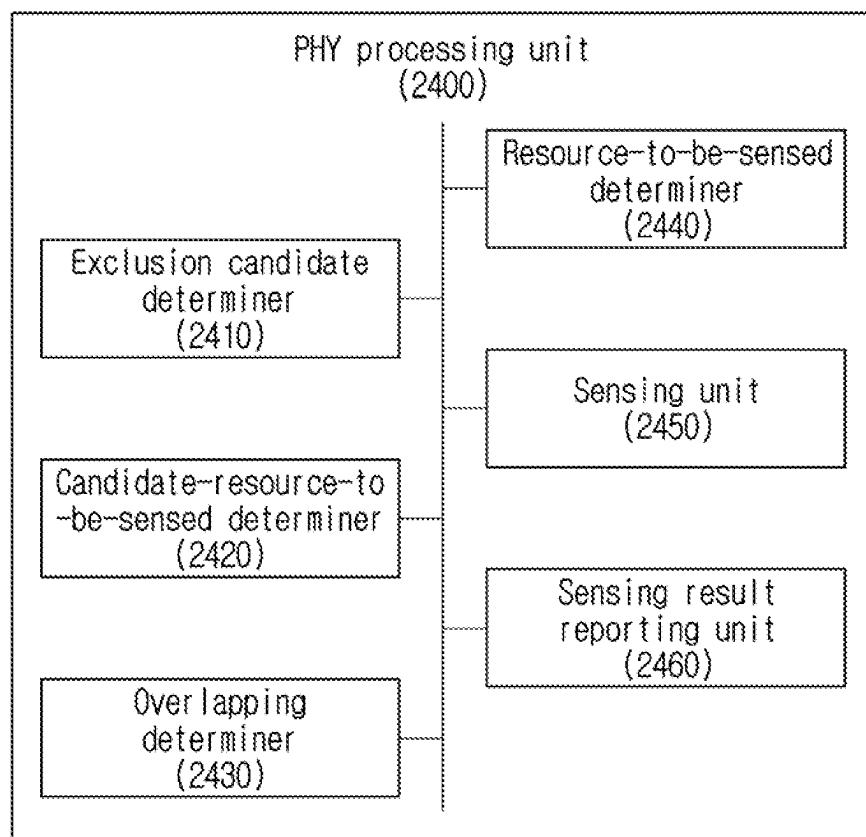 PHY processing unit
(2400)
Resource-to-be-sensed
determiner
(2440)
Exclusion candidate
determiner
(2410)
Sensing unit
(2450)
Candidate-resource-to
-be-sensed determiner
(2420)
Sensing result
reporting unit
(2460)
Overlapping
determiner
(2430)